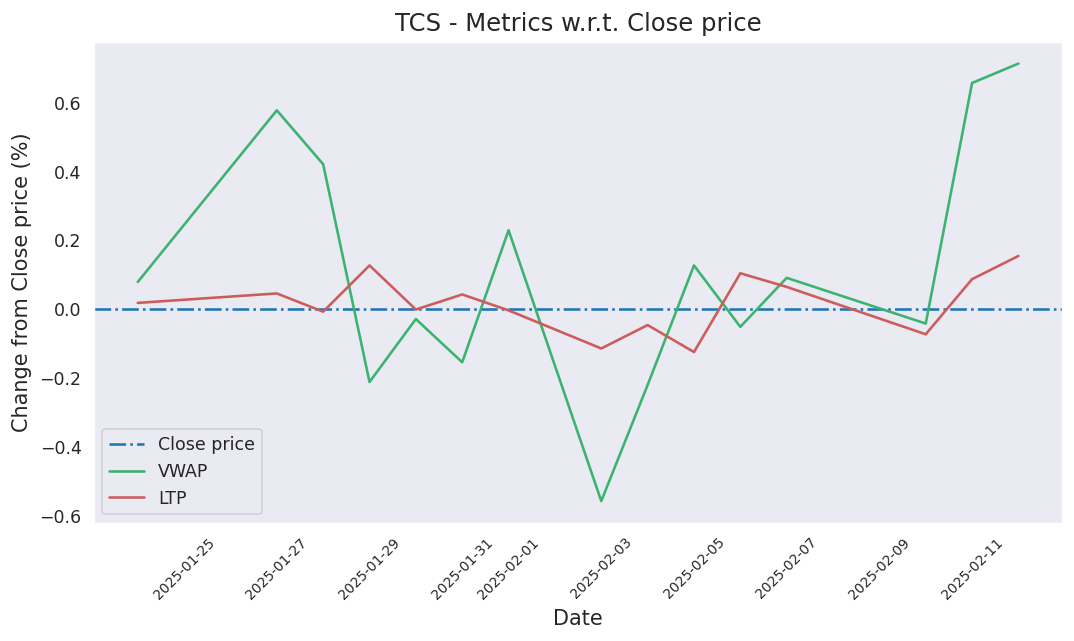 TCS - Metrics w.r.t. Close price
Change from Close price (%)
0.6
0.4
0.2
0.0
−0.2
−0.4
−0.6
Close price
VWAP
LTP
2025-01-25
2025-01-27
2025-01-29
2025-01-31
2025-02-01
2025-02-03
2025-02-05
2025-02-07
2025-02-09
2025-02-11
Date